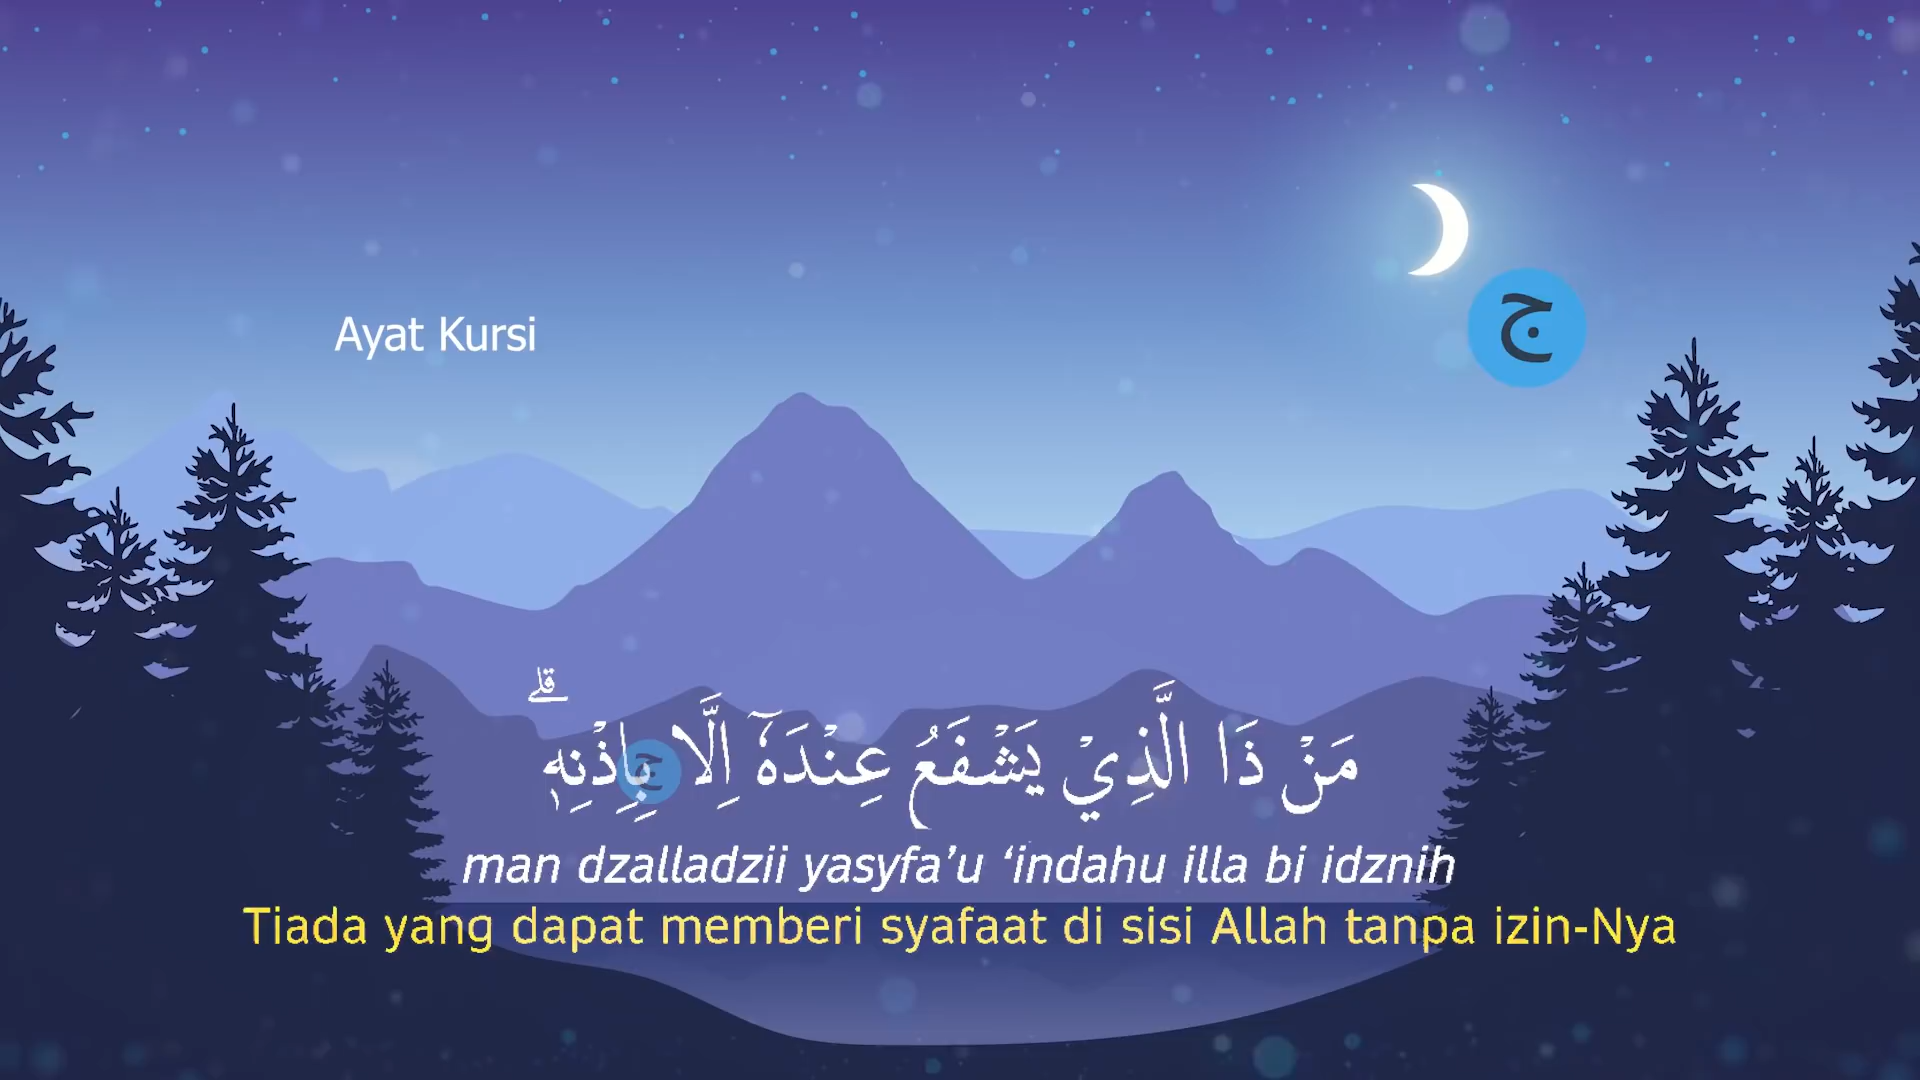 Ayat Kursi
ج
مَنْ ذَا الَّذِيْ يَشْفَعُ عِنْدَهٗٓ اِلَّا بِاِذْنِهٖۗ
man dzalladzii yasyfa’u ‘indahu illa bi idznih
Tiada yang dapat memberi syafaat di sisi Allah tanpa izin-Nya